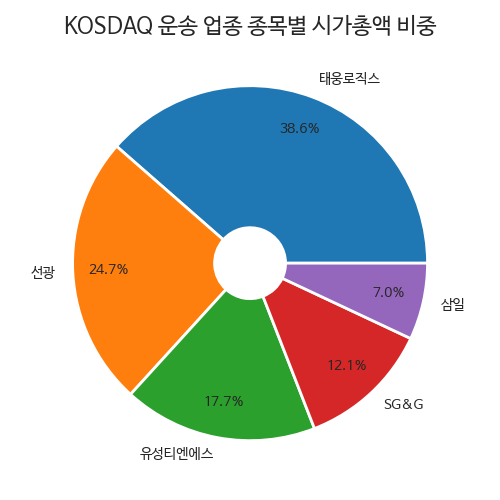 KOSDAQ 운송 업종 종목별 시가총액 비중
태웅로직스
38.6%
선광
24.7%
7.0%
삼일
12.1%
17.7%
SG&G
유성티엔에스